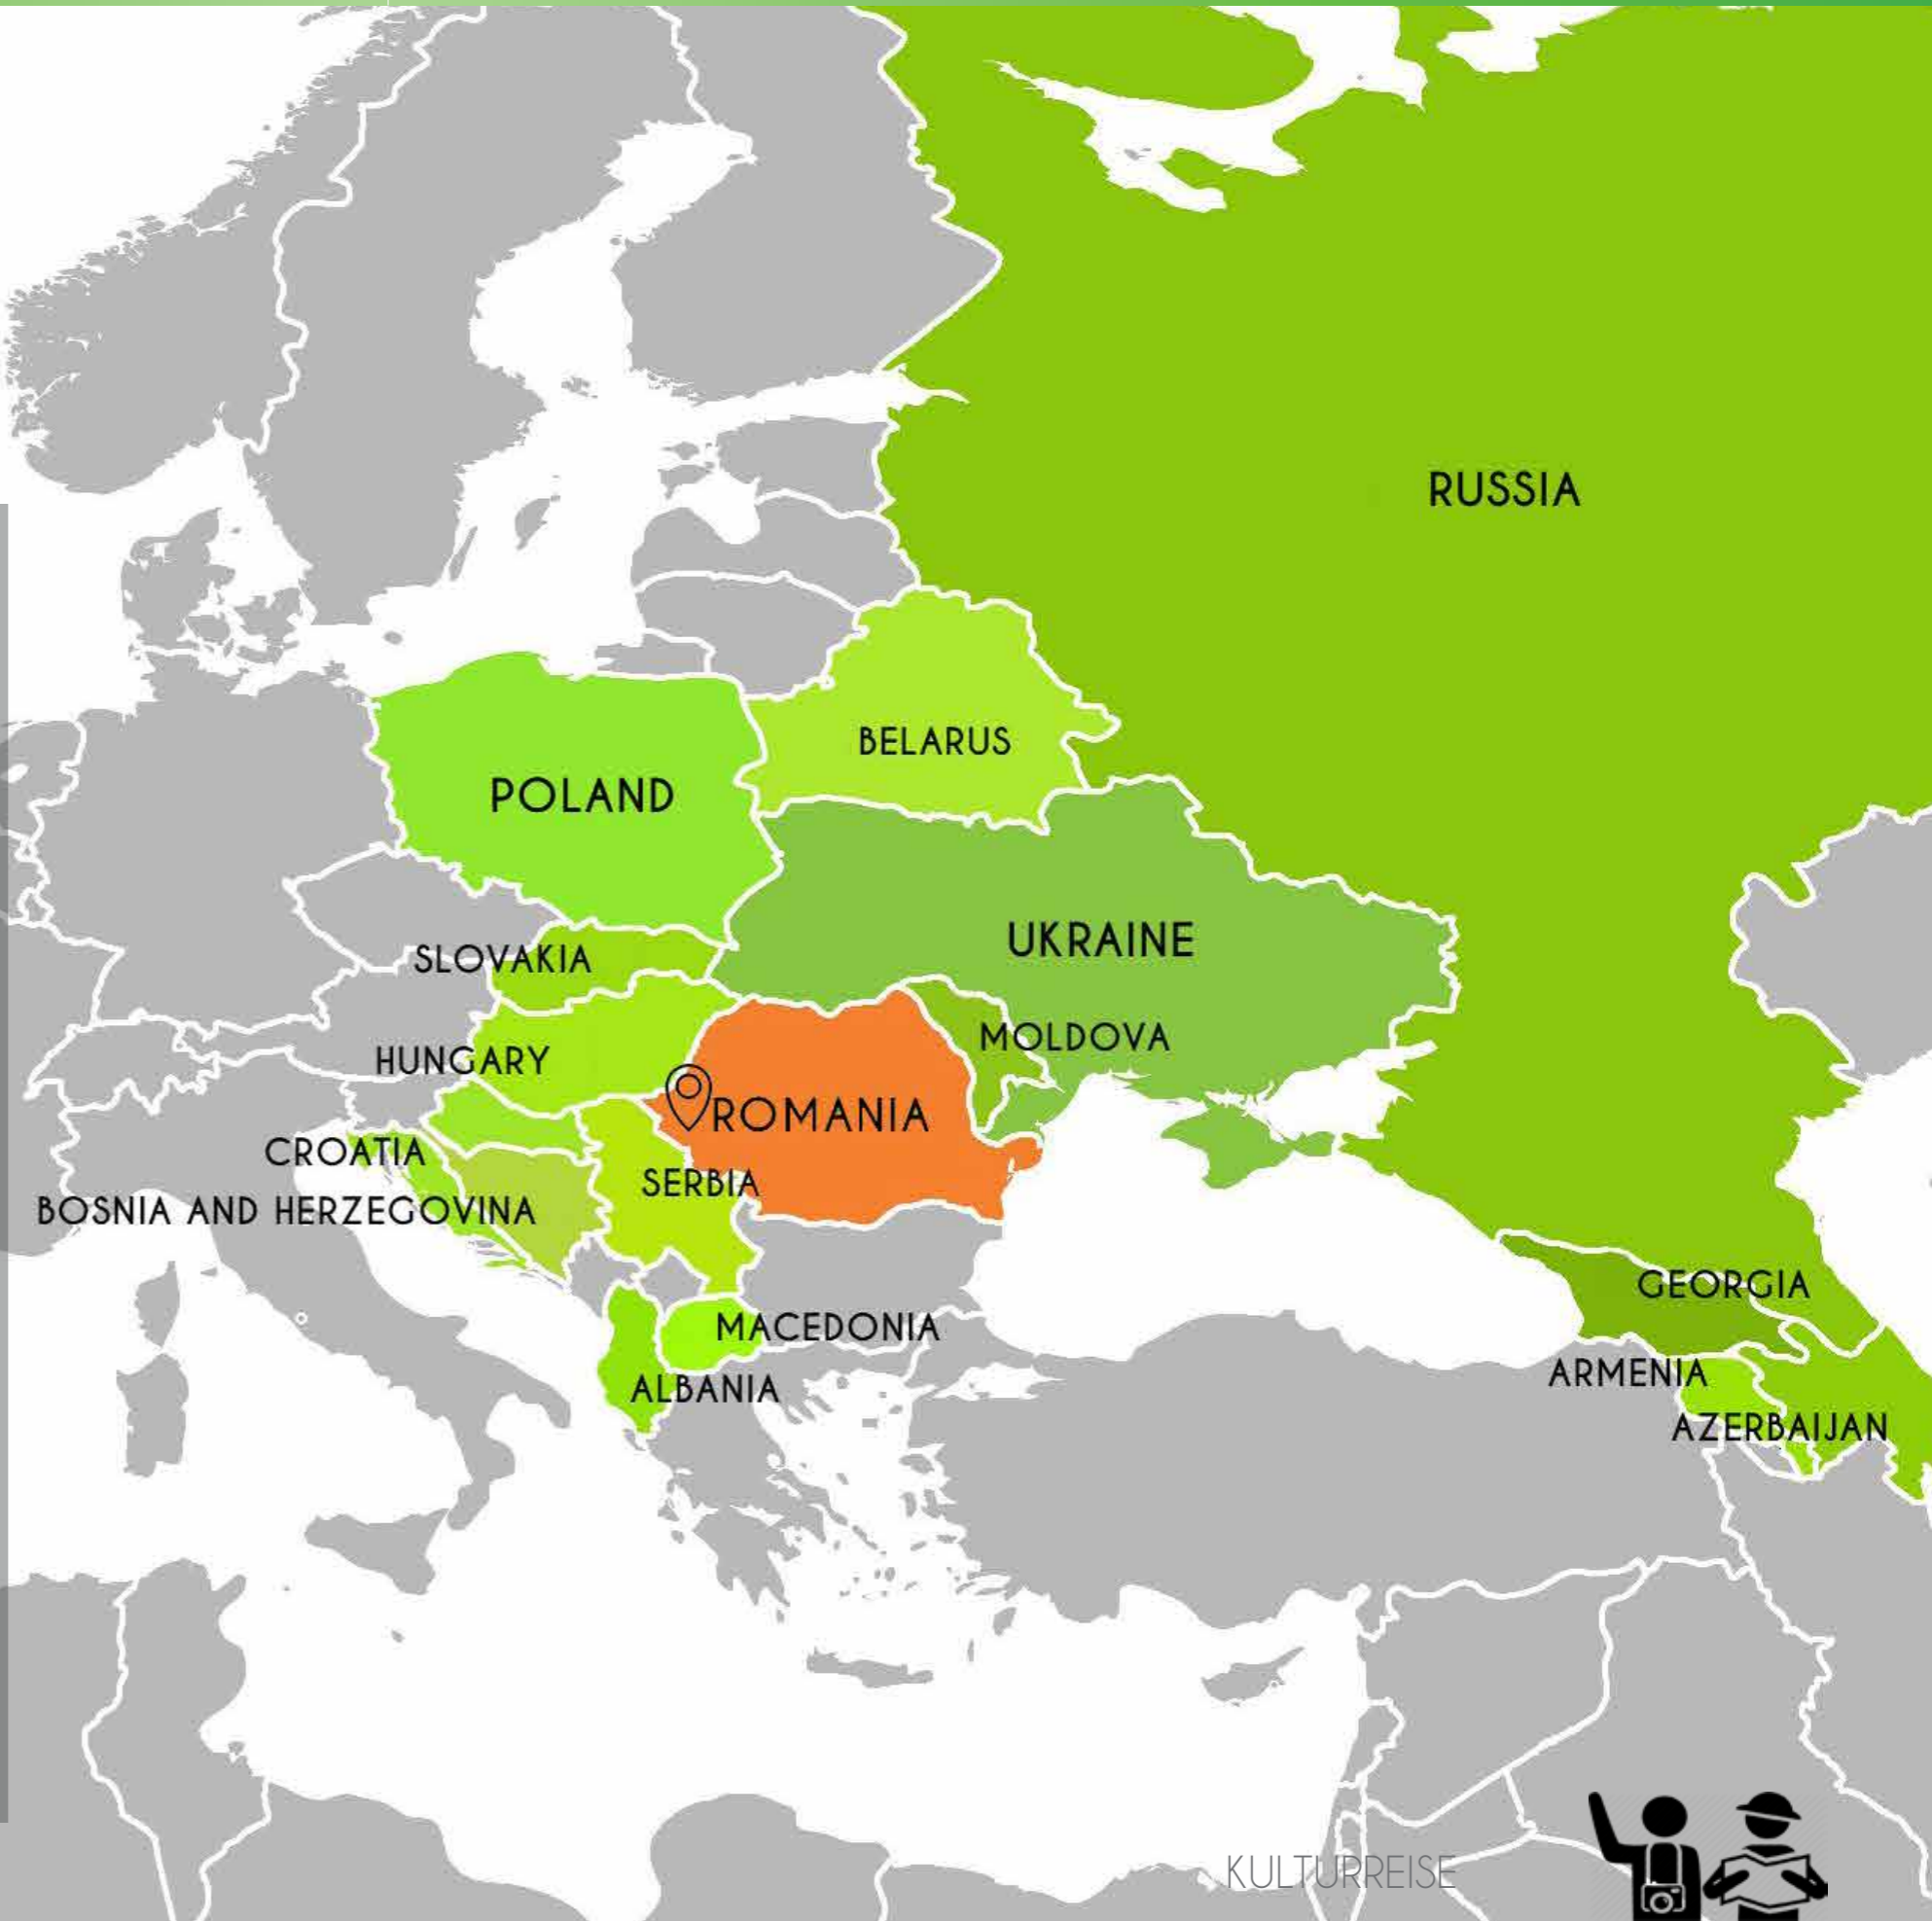 RUSSIA
BELARUS
POLAND
UKRAINE
SLOVAKIA
MOLDOVA
HUNGARY
ROMANIA
CROATIA
SERBIA
BOSNIA AND HERZEGOVINA
GEORGIA
MACEDONIA
ARMENIA
ALBANIA
AZERBAIJAN
KULTURREISE